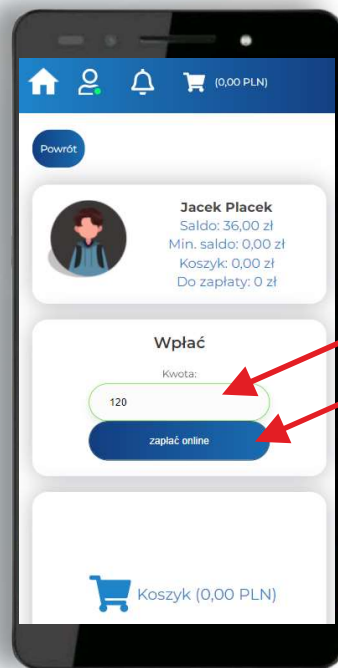 (0,00 PLN)
Powrót
Jacek Placek
Saldo: 36,00 zł
Min. saldo: 0,00 zł
Koszyk: 0,00 zł
Do zapłaty: 0 zł
Wpłać
Kwota:
120
zapłać online
Koszyk (0,00 PLN)